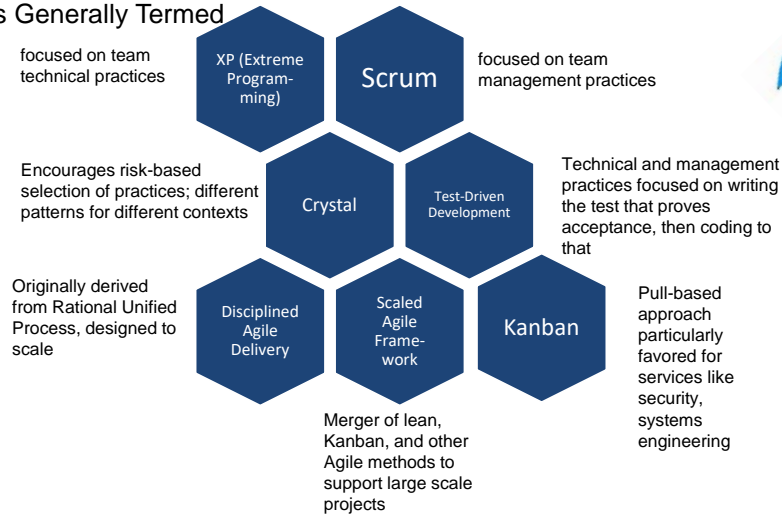 s Generally Termed
focused on team
technical practices
XP (Extreme
Program-
ming)
Scrum
focused on team
management practices
Encourages risk-based
selection of practices; different
patterns for different contexts
Crystal
Test-Driven
Development
Technical and management
practices focused on writing
the test that proves
acceptance, then coding to
that
Originally derived
from Rational Unified
Process, designed to
scale
Disciplined
Agile
Delivery
Scaled
Agile
Frame-
work
Kanban
Pull-based
approach
particularly
favored for
services like
security,
systems
engineering
Merger of lean,
Kanban, and other
Agile methods to
support large scale
projects